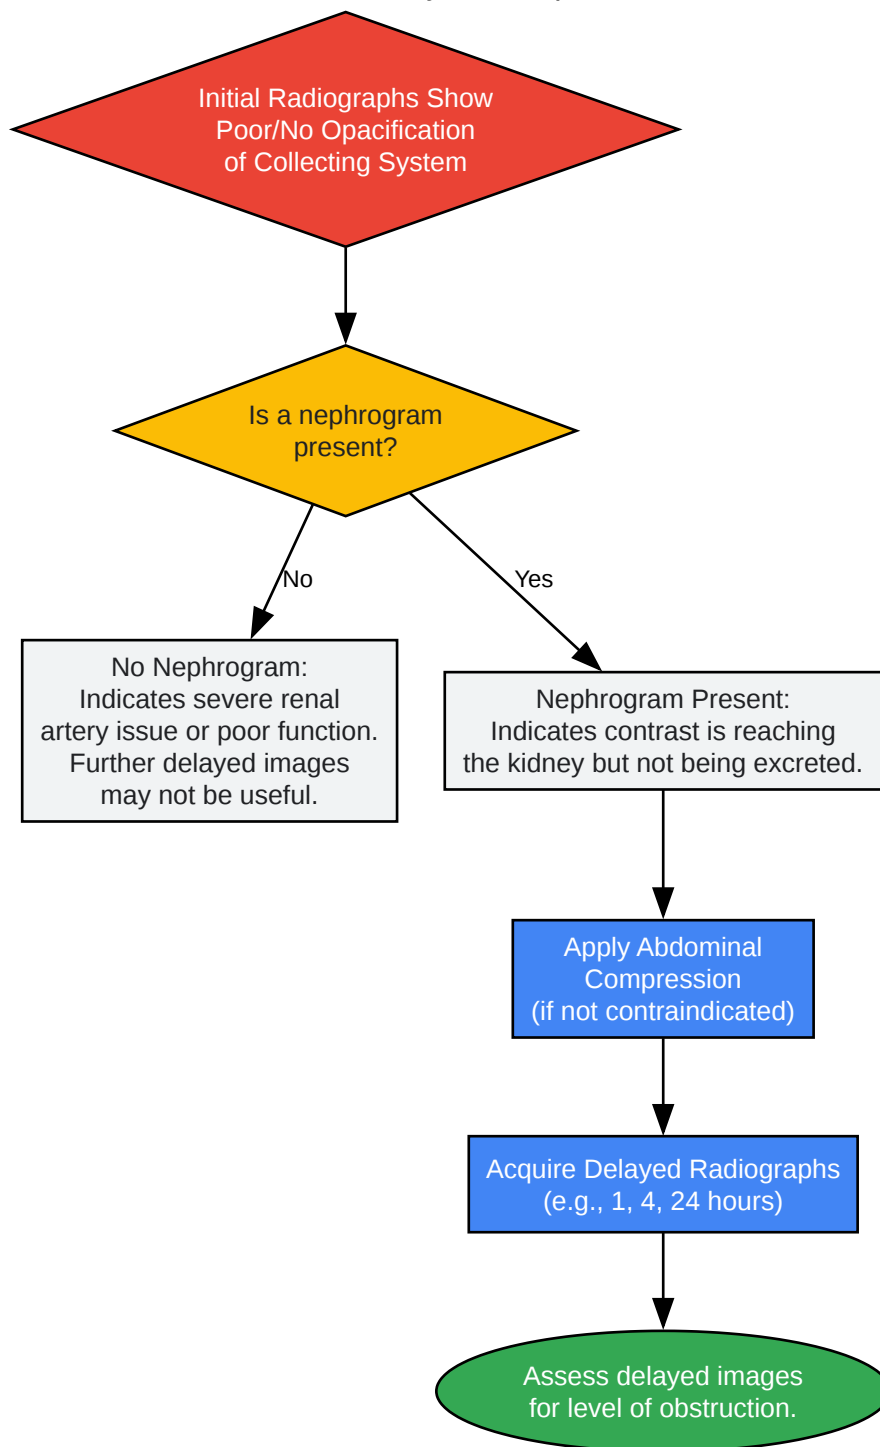 Initial Radiographs Show
Poor/No Opacification
of Collecting System
Is a nephrogram
present?
No
Yes
No Nephrogram:
Indicates severe renal
artery issue or poor function.
Further delayed images
may not be useful.
Nephrogram Present:
Indicates contrast is reaching
the kidney but not being excreted.
Apply Abdominal
Compression
(if not contraindicated)
Acquire Delayed Radiographs
(e.g., 1, 4, 24 hours)
Assess delayed images
for level of obstruction.